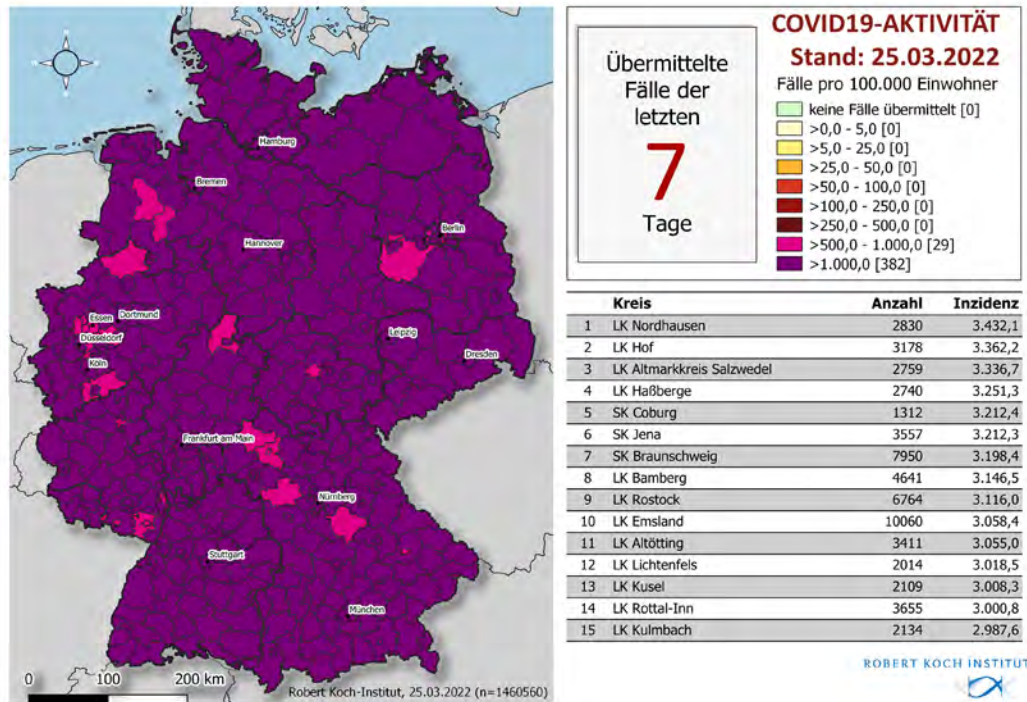 Hamburg
Bremen
Berlin
Hannover
Essen
Dortmund
Düsseldorf
Leipzig
Köln
Dresden
Frankfurt am Main
Nürnberg
Stuttgart
München
0 100 200 km
Robert Koch-Institut, 25.03.2022 (n=1460560)
Übermittelte
Fälle der
letzten
7
Tage
COVID19-AKTIVITÄT
Stand: 25.03.2022
Fälle pro 100.000 Einwohner
keine Fälle übermittelt [0]
>0,0 - 5,0 [0]
>5,0 - 25,0 [0]
>25,0 - 50,0 [0]
>50,0 - 100,0 [0]
>100,0 - 250,0 [0]
>250,0 - 500,0 [0]
>500,0 - 1.000,0 [29]
>1.000,0 [382]
Kreis Anzahl Inzidenz
1 LK Nordhausen 2830 3.432,1
2 LK Hof 3178 3.362,2
3 LK Altmarkkreis Salzwedel 2759 3.336,7
4 LK Haßberge 2740 3.251,3
5 SK Coburg 1312 3.212,4
6 SK Jena 3557 3.212,3
7 SK Braunschweig 7950 3.198,4
8 LK Bamberg 4641 3.146,5
9 LK Rostock 6764 3.116,0
10 LK Emsland 10060 3.058,4
11 LK Altötting 3411 3.055,0
12 LK Lichtenfels 2014 3.018,5
13 LK Kusel 2109 3.008,3
14 LK Rottal-Inn 3655 3.000,8
15 LK Kulmbach 2134 2.987,6
ROBERT KOCH INSTITUT